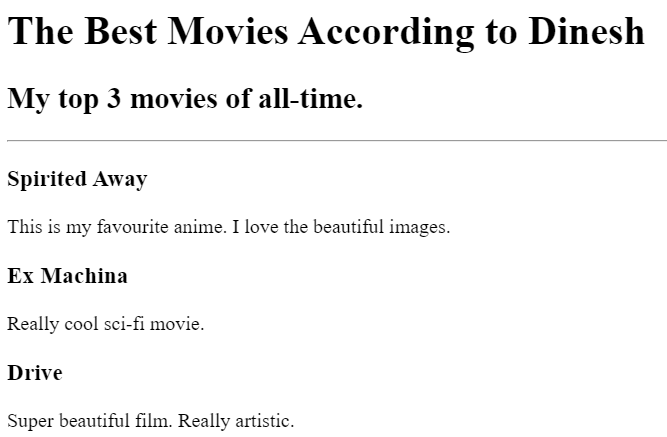 The Best Movies According to Dinesh
My top 3 movies of all-time.
Spirited Away
This is my favourite anime. I love the beautiful images.
Ex Machina
Really cool sci-fi movie.
Drive
Super beautiful film. Really artistic.